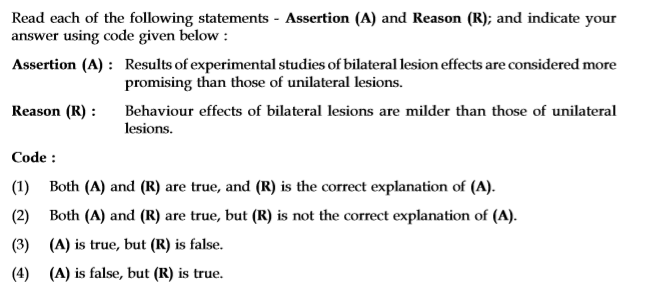 Read each of the following statements - Assertion (A) and Reason (R); and indicate your
answer using code given below :
Assertion (A) : Results of experimental studies of bilateral lesion effects are considered more
promising than those of unilateral lesions.
Reason (R) : Behaviour effects of bilateral lesions are milder than those of unilateral
lesions.
Code :
(1) Both (A) and (R) are true, and (R) is the correct explanation of (A).
(2) Both (A) and (R) are true, but (R) is not the correct explanation of (A).
(3) (A) is true, but (R) is false.
(4) (A) is false, but (R) is true.